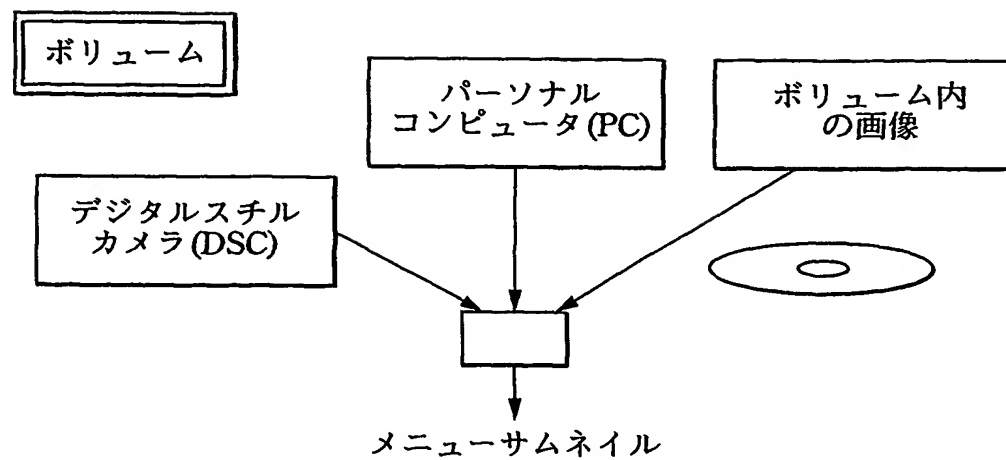 ボリューム
パーソナル
コンピュータ(PC)
ボリューム内
の画像
デジタルスチル
カメラ(DSC)
メニューサムネイル